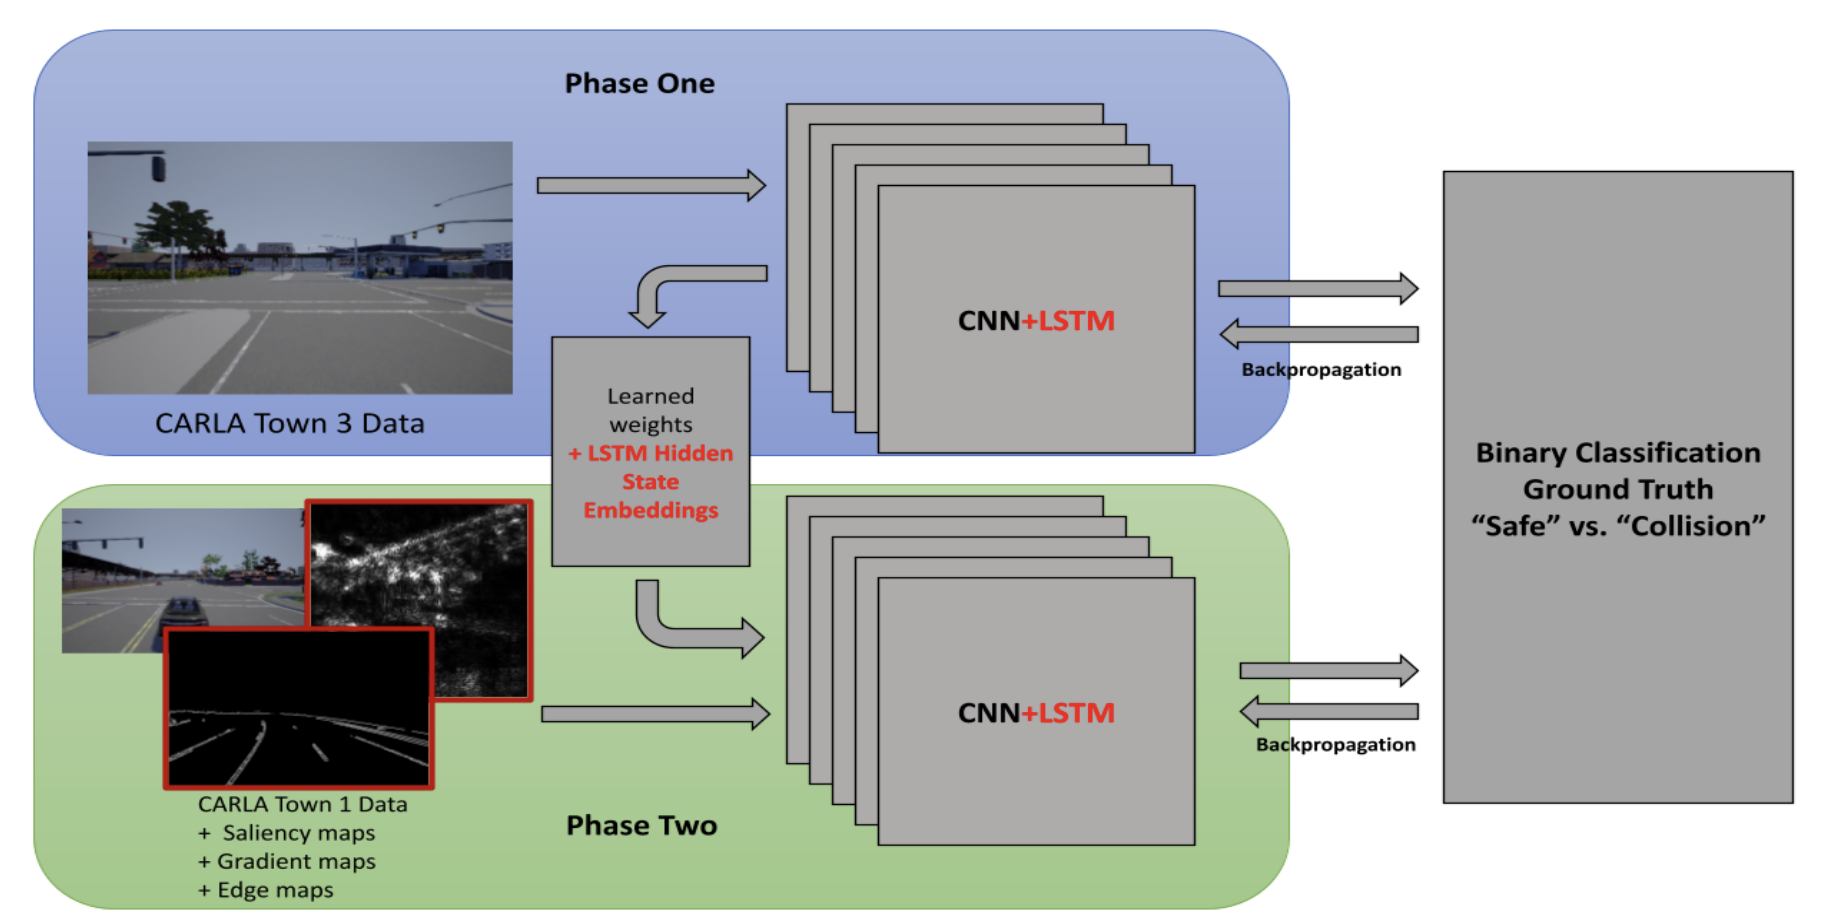 Phase One
CARLA Town 3 Data
CNN+LSTM
Backpropagation
Learned
weights
+ LSTM Hidden
State
Embeddings
Binary Classification
Ground Truth
“Safe” vs. “Collision”
CNN+LSTM
Backpropagation
CARLA Town 1 Data
+ Saliency maps
+ Gradient maps
+ Edge maps
Phase Two